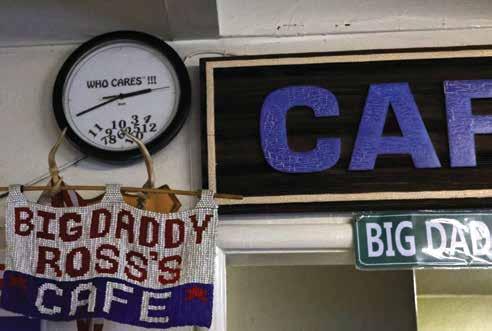 WHO CARES !!!
CAF
BIG DADDY
ROSS'S
CAFE
BIG DAD